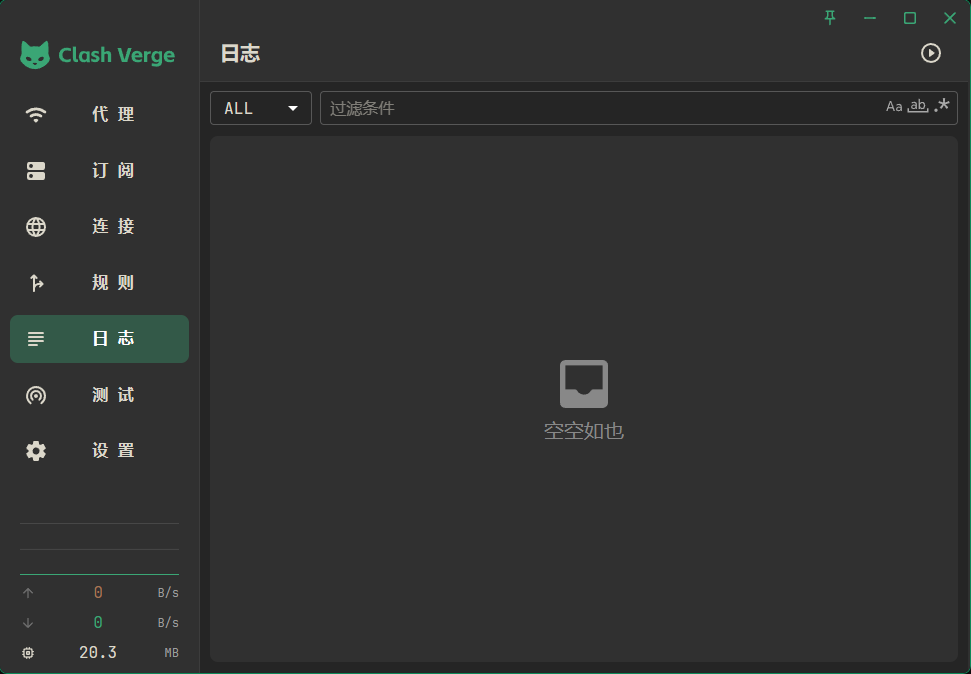 Clash Verge
代 理
订 阅
连 接
规 则
日 志
测 试
设 置
0 B/s
0 B/s
20.3 MB
日志
ALL
过滤条件
Aa ab .*
空空如也